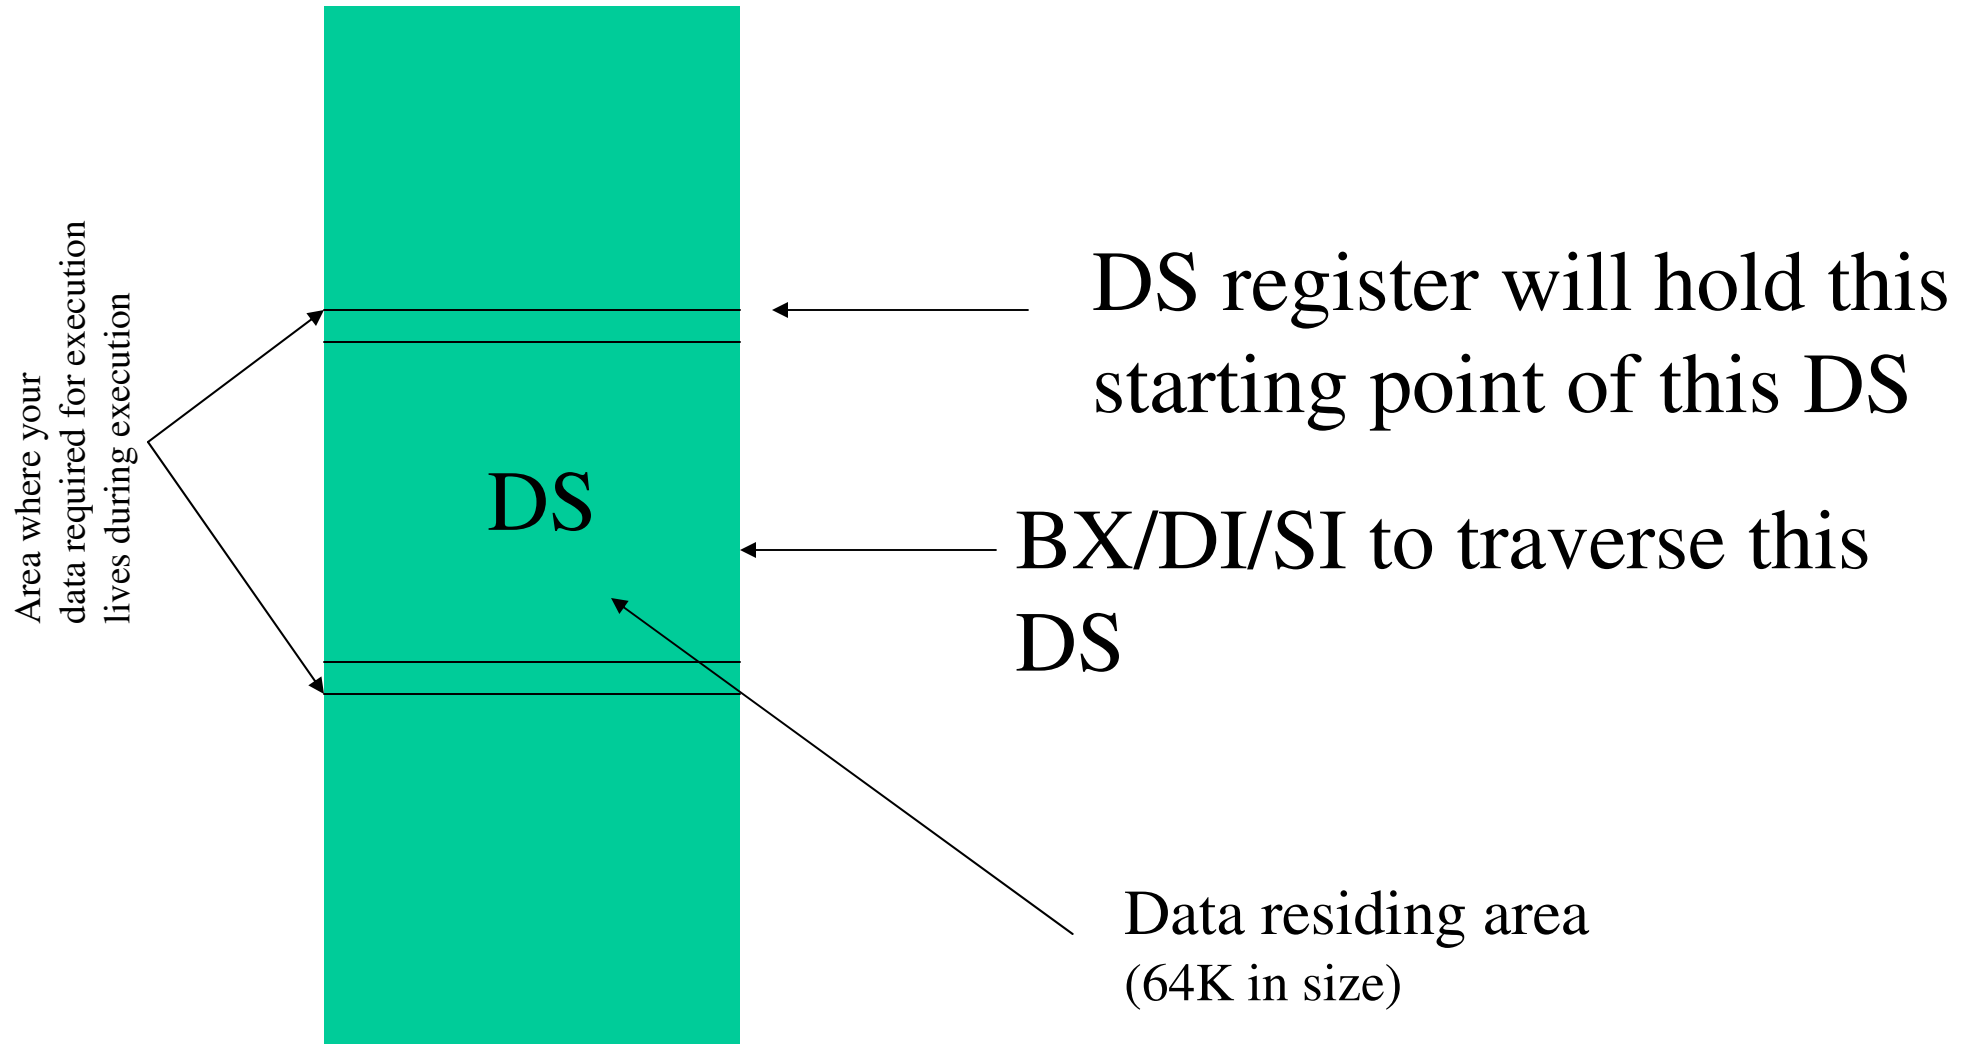 Area where your
data required for execution
lives during execution
DS
DS register will hold this
starting point of this DS
BX/DI/SI to traverse this
DS
Data residing area
(64K in size)